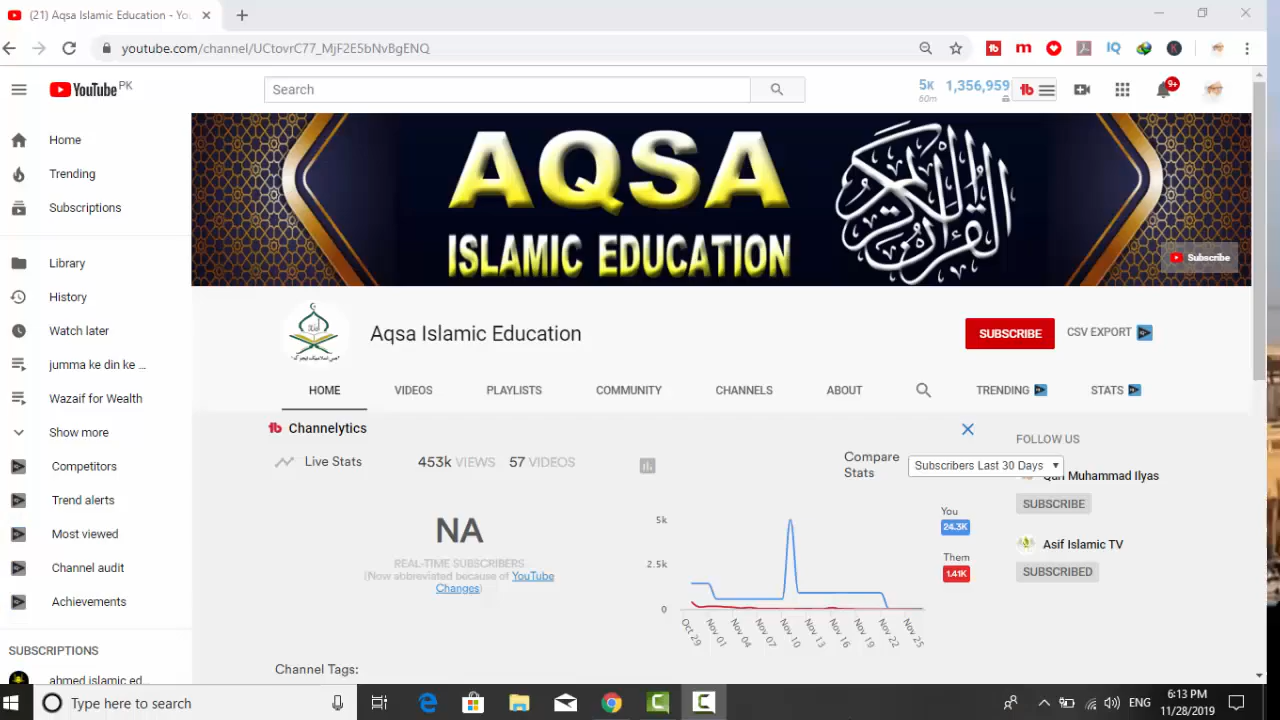 (21) Aqsa Islamic Education - You
youtube.com/channel/UCtovrC77_MjF2E5bNvBgENQ
YouTube PK
Search
5K 60m 1,356,959
9+
Home
Trending
Subscriptions
Library
History
Watch later
jumma ke din ke ...
Wazaif for Wealth
Show more
Competitors
Trend alerts
Most viewed
Channel audit
Achievements
SUBSCRIPTIONS
ahmed islamic ed...
AQSA
ISLAMIC EDUCATION
القرآن الكريم
Subscribe
Aqsa Islamic Education
SUBSCRIBE
CSV EXPORT
HOME VIDEOS PLAYLISTS COMMUNITY CHANNELS ABOUT TRENDING STATS
Channelytics
Live Stats 453k VIEWS 57 VIDEOS
Compare Stats
Subscribers Last 30 Days
NA
REAL-TIME SUBSCRIBERS
(Now abbreviated because of YouTube
Changes)
5k
2.5k
0
Oct 29 Nov 01 Nov 04 Nov 07 Nov 10 Nov 13 Nov 16 Nov 19 Nov 22 Nov 25
You
24.3K
Them
1.41K
FOLLOW US
Qari Muhammad Ilyas
SUBSCRIBE
Asif Islamic TV
SUBSCRIBED
Channel Tags:
Type here to search
ENG
6:13 PM
11/28/2019